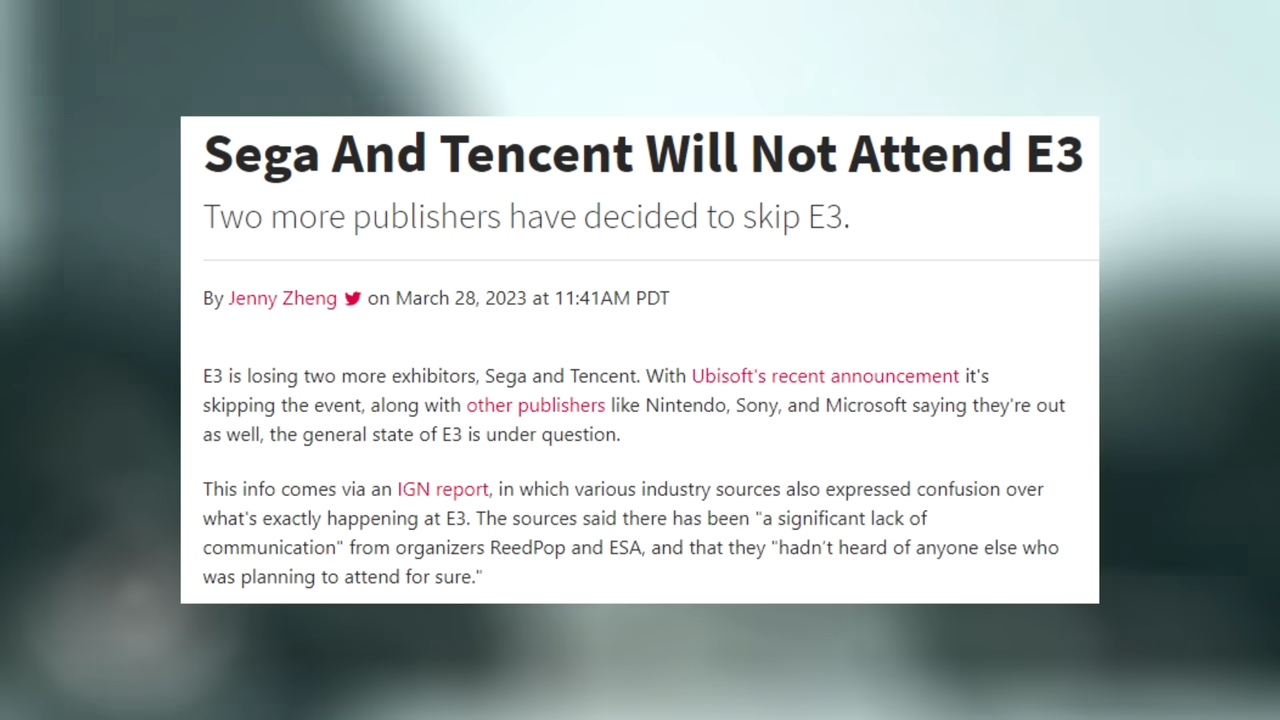 Sega And Tencent Will Not Attend E3
Two more publishers have decided to skip E3.
By Jenny Zheng on March 28, 2023 at 11:41AM PDT
E3 is losing two more exhibitors, Sega and Tencent. With Ubisoft's recent announcement it's
skipping the event, along with other publishers like Nintendo, Sony, and Microsoft saying they're out
as well, the general state of E3 is under question.
This info comes via an IGN report, in which various industry sources also expressed confusion over
what's exactly happening at E3. The sources said there has been "a significant lack of
communication" from organizers ReedPop and ESA, and that they "hadn’t heard of anyone else who
was planning to attend for sure."